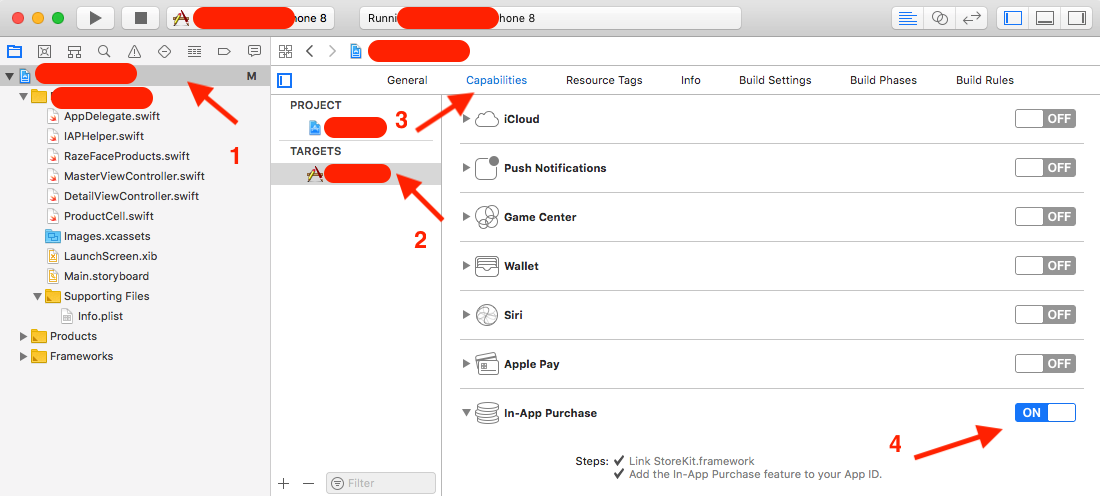 hone 8
Runni
hone 8
M
General
Capabilities
Resource Tags
Info
Build Settings
Build Phases
Build Rules
1
AppDelegate.swift
IAPHelper.swift
RazeFaceProducts.swift
MasterViewController.swift
DetailViewController.swift
ProductCell.swift
Images.xcassets
LaunchScreen.xib
Main.storyboard
Supporting Files
Info.plist
Products
Frameworks
PROJECT
TARGETS
2
3
iCloud
OFF
Push Notifications
OFF
Game Center
OFF
Wallet
OFF
Siri
OFF
Apple Pay
OFF
In-App Purchase
ON
4
Steps: ✔ Link StoreKit.framework
✔ Add the In-App Purchase feature to your App ID.
Filter